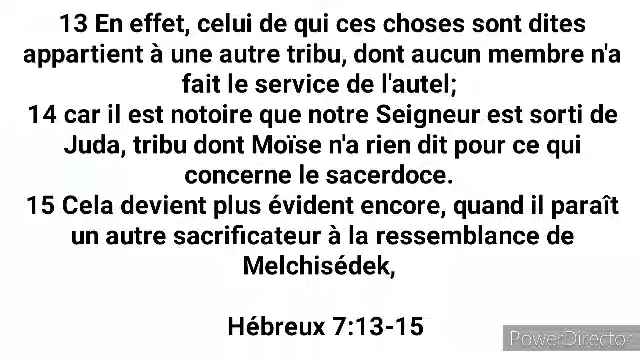 13 En effet, celui de qui ces choses sont dites
appartient à une autre tribu, dont aucun membre n'a
fait le service de l'autel;
14 car il est notoire que notre Seigneur est sorti de
Juda, tribu dont Moïse n'a rien dit pour ce qui
concerne le sacerdoce.
15 Cela devient plus évident encore, quand il paraît
un autre sacrificateur à la ressemblance de
Melchisédek,
Hébreux 7:13-15
PowerDirector